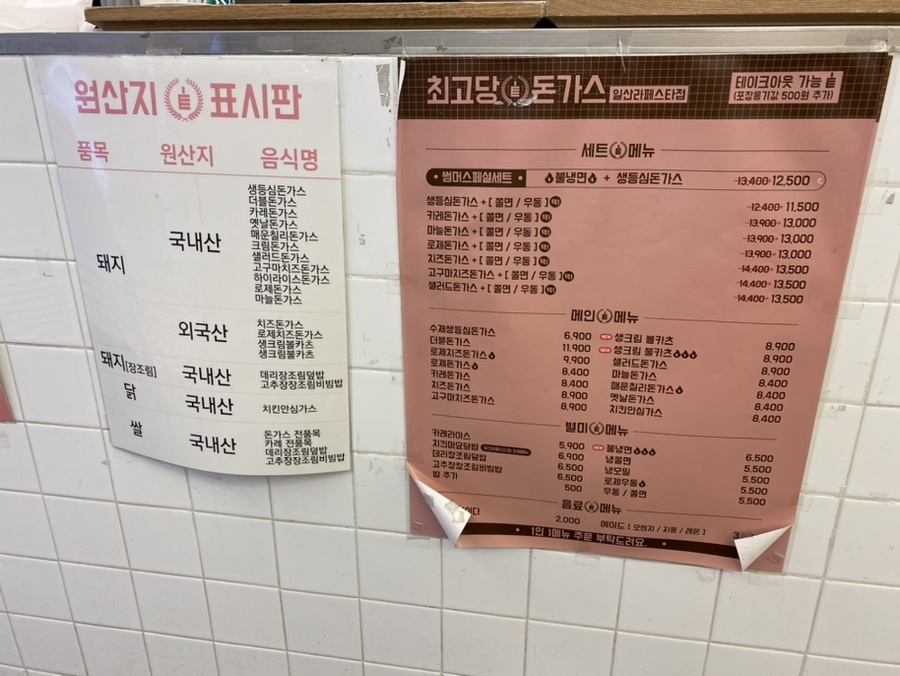 원산지 표시판
품목 원산지 음식명
돼지 국내산
생등심돈가스
더블돈가스
카레돈가스
옛날돈가스
매운칠리돈가스
크림돈가스
샐러드돈가스
고구마치즈돈가스
하이라이스돈가스
로제돈가스
마늘돈가스
외국산
치즈돈가스
로제치즈돈가스
생크림볼카츠
생크림볼카츠
돼지[장조림] 국내산
데리장조림덮밥
고추장장조림비빔밥
닭 국내산 치킨안심가스
쌀 국내산
돈가스 전품목
카레 전품목
데리장조림덮밥
고추장장조림비빔밥
최고당 돈가스 일산라페스타점
테이크아웃 가능
(포장용기값 500원 추가)
세트 메뉴
썸머스페셜세트 불냉면 + 생등심돈가스 13,400 12,500
생등심돈가스 + [ 쫄면 / 우동 ] 12,400 11,500
카레돈가스 + [ 쫄면 / 우동 ] 13,900 13,000
마늘돈가스 + [ 쫄면 / 우동 ] 13,900 13,000
로제돈가스 + [ 쫄면 / 우동 ] 13,900 13,000
치즈돈가스 + [ 쫄면 / 우동 ] 14,400 13,500
고구마치즈돈가스 + [ 쫄면 / 우동 ] 14,400 13,500
샐러드돈가스 + [ 쫄면 / 우동 ] 14,400 13,500
메인 메뉴
수제생등심돈가스 6,900
더블돈가스 11,900
로제치즈돈가스 9,900
로제돈가스 8,400
카레돈가스 8,400
치즈돈가스 8,900
고구마치즈돈가스 8,900
NEW 생크림 볼카츠 8,900
NEW 생크림 볼카츠 8,900
샐러드돈가스 8,900
마늘돈가스 8,400
매운칠리돈가스 8,400
옛날돈가스 8,400
치킨안심가스 8,400
별미 메뉴
카레라이스 5,900
치킨마요덮밥 6,900
데리장조림덮밥 6,500
고추장장조림비빔밥 6,500
밥 추가 500
NEW 불냉면 6,500
냉쫄면 5,500
냉모밀 5,500
로제우동 5,500
우동 / 쫄면 5,500
음료 메뉴
이다 2,000
에이드 [ 오렌지 / 자몽 / 레몬 ] 3
1인 1메뉴 주문 부탁드려요.